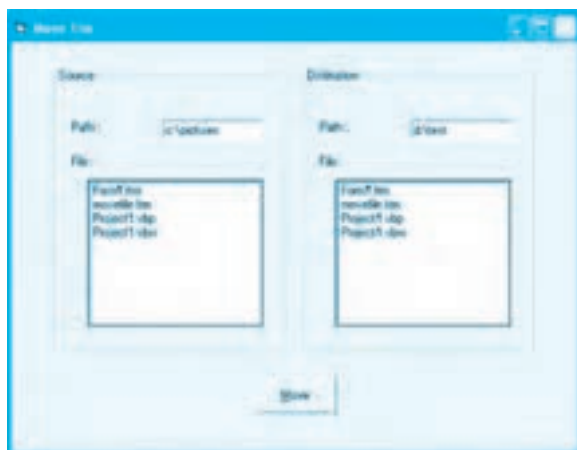 Move File
Source
Path:
c:\pictures
File
Form1.frm
movefile.frm
Project1.vbp
Project1.vbw
Path:
d:\test
File
Form1.frm
movefile.frm
Project1.vbp
Project1.vbw
Move